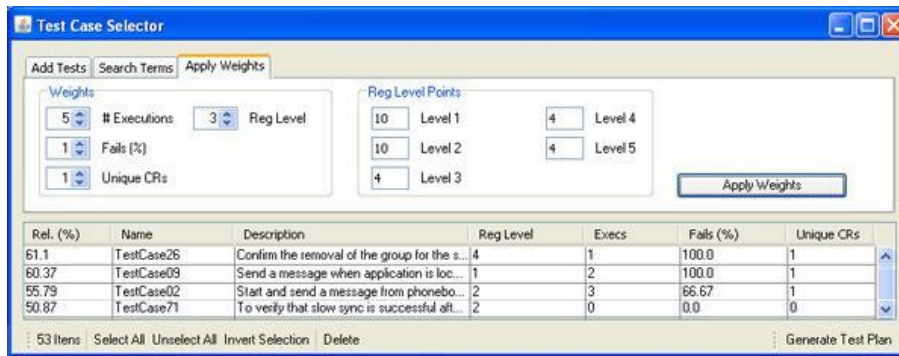 Test Case Selector
Add Tests Search Terms Apply Weights
Weights Reg Level Points
5 # Executions 3 Reg Level 10 Level 1 4 Level 4
1 Fails (%) 10 Level 2 4 Level 5
1 Unique CRs 4 Level 3 Apply Weights
Rel. (%) Name Description Reg Level Execs Fails (%) Unique CRs
61.1 TestCase26 Confirm the removal of the group for the s... 4 1 100.0 1
60.37 TestCase09 Send a message when application is loc... 1 2 100.0 1
55.79 TestCase02 Start and send a message from phonebo... 2 3 66.67 1
50.87 TestCase71 To verify that slow sync is successful aft... 2 0 0.0 0
53 Itens Select All Unselect All Invert Selection Delete Generate Test Plan